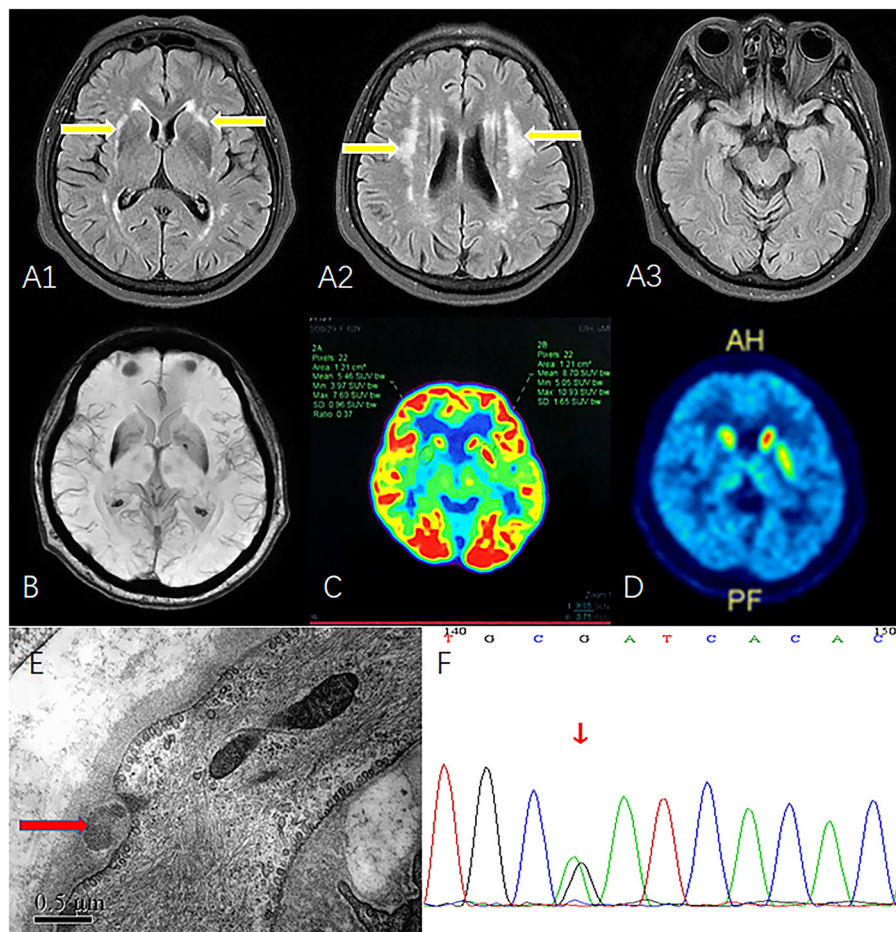 A1
A2
A3
2A
Pixels: 22
Area: 1.21 cm²
Mean: 5.46 SUV bw
Min: 3.97 SUV bw
Max: 7.69 SUV bw
SD: 0.96 SUV bw
Ratio: 0.37
2B
Pixels: 22
Area: 1.21 cm²
Mean: 8.70 SUV bw
Min: 5.05 SUV bw
Max: 10.93 SUV bw
SD: 1.65 SUV bw
B
C
AH
PF
D
E
0.5 μm
140 150
T G C G A T C A C A C
F